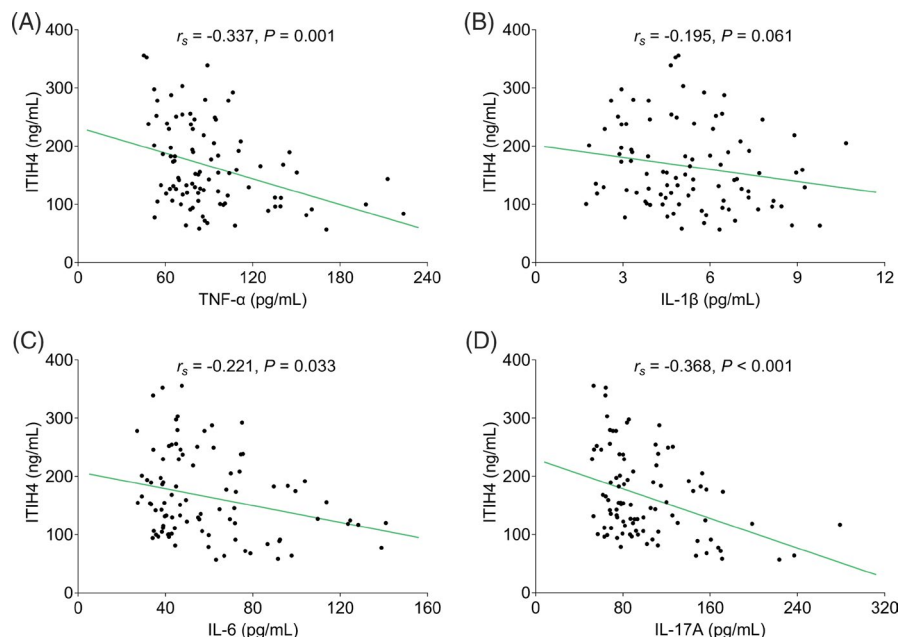 (A)
r_s = -0.337, P = 0.001
400
300
200
100
0
ITIH4 (ng/mL)
0 60 120 180 240
TNF-α (pg/mL)
(B)
r_s = -0.195, P = 0.061
400
300
200
100
0
ITIH4 (ng/mL)
0 3 6 9 12
IL-1β (pg/mL)
(C)
r_s = -0.221, P = 0.033
400
300
200
100
0
ITIH4 (ng/mL)
0 40 80 120 160
IL-6 (pg/mL)
(D)
r_s = -0.368, P < 0.001
400
300
200
100
0
ITIH4 (ng/mL)
0 80 160 240 320
IL-17A (pg/mL)